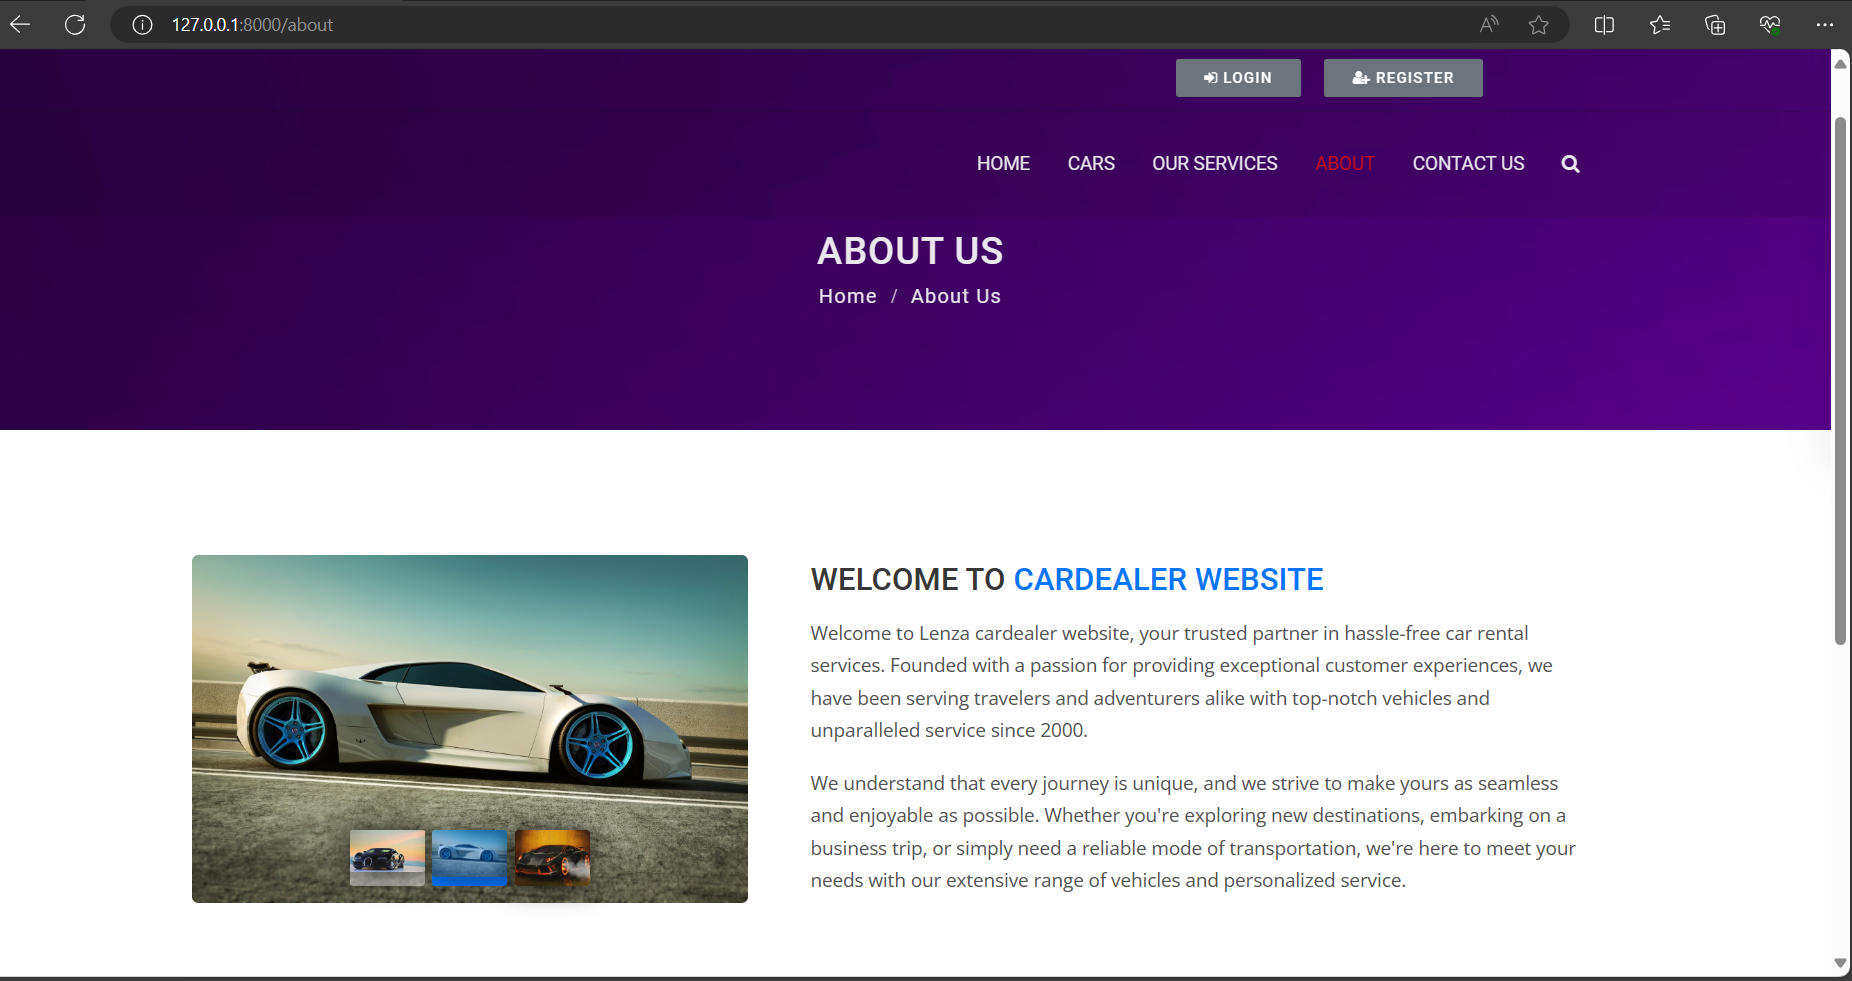 127.0.0.1:8000/about
LOGIN
REGISTER
HOME
CARS
OUR SERVICES
ABOUT
CONTACT US
ABOUT US
Home / About Us
WELCOME TO CARDEALER WEBSITE
Welcome to Lenza cardealer website, your trusted partner in hassle-free car rental
services. Founded with a passion for providing exceptional customer experiences, we
have been serving travelers and adventurers alike with top-notch vehicles and
unparalleled service since 2000.
We understand that every journey is unique, and we strive to make yours as seamless
and enjoyable as possible. Whether you're exploring new destinations, embarking on a
business trip, or simply need a reliable mode of transportation, we're here to meet your
needs with our extensive range of vehicles and personalized service.